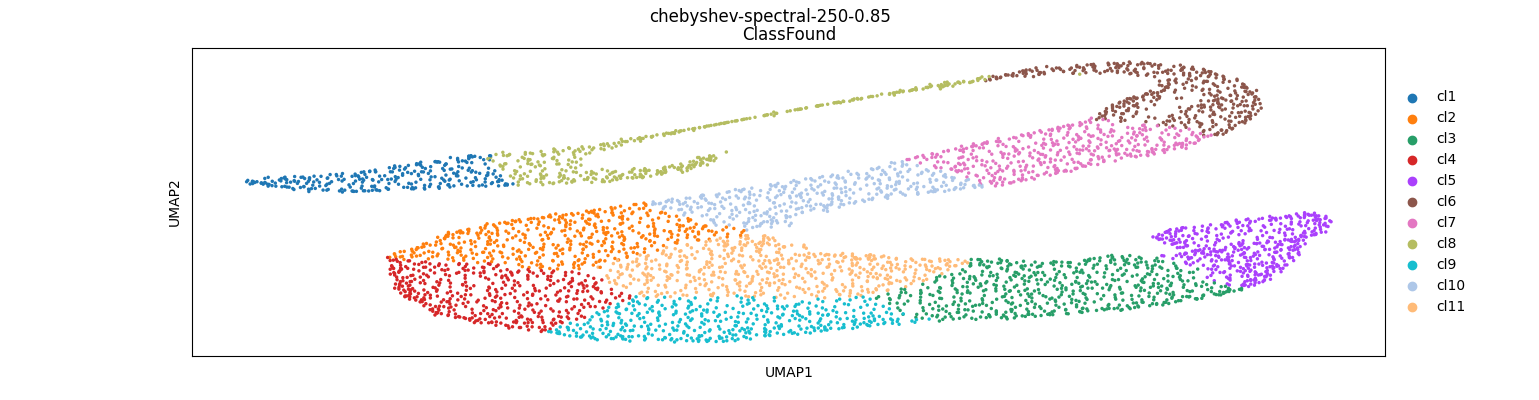 chebyshev-spectral-250-0.85
ClassFound
UMAP2
UMAP1
cl1
cl2
cl3
cl4
cl5
cl6
cl7
cl8
cl9
cl10
cl11